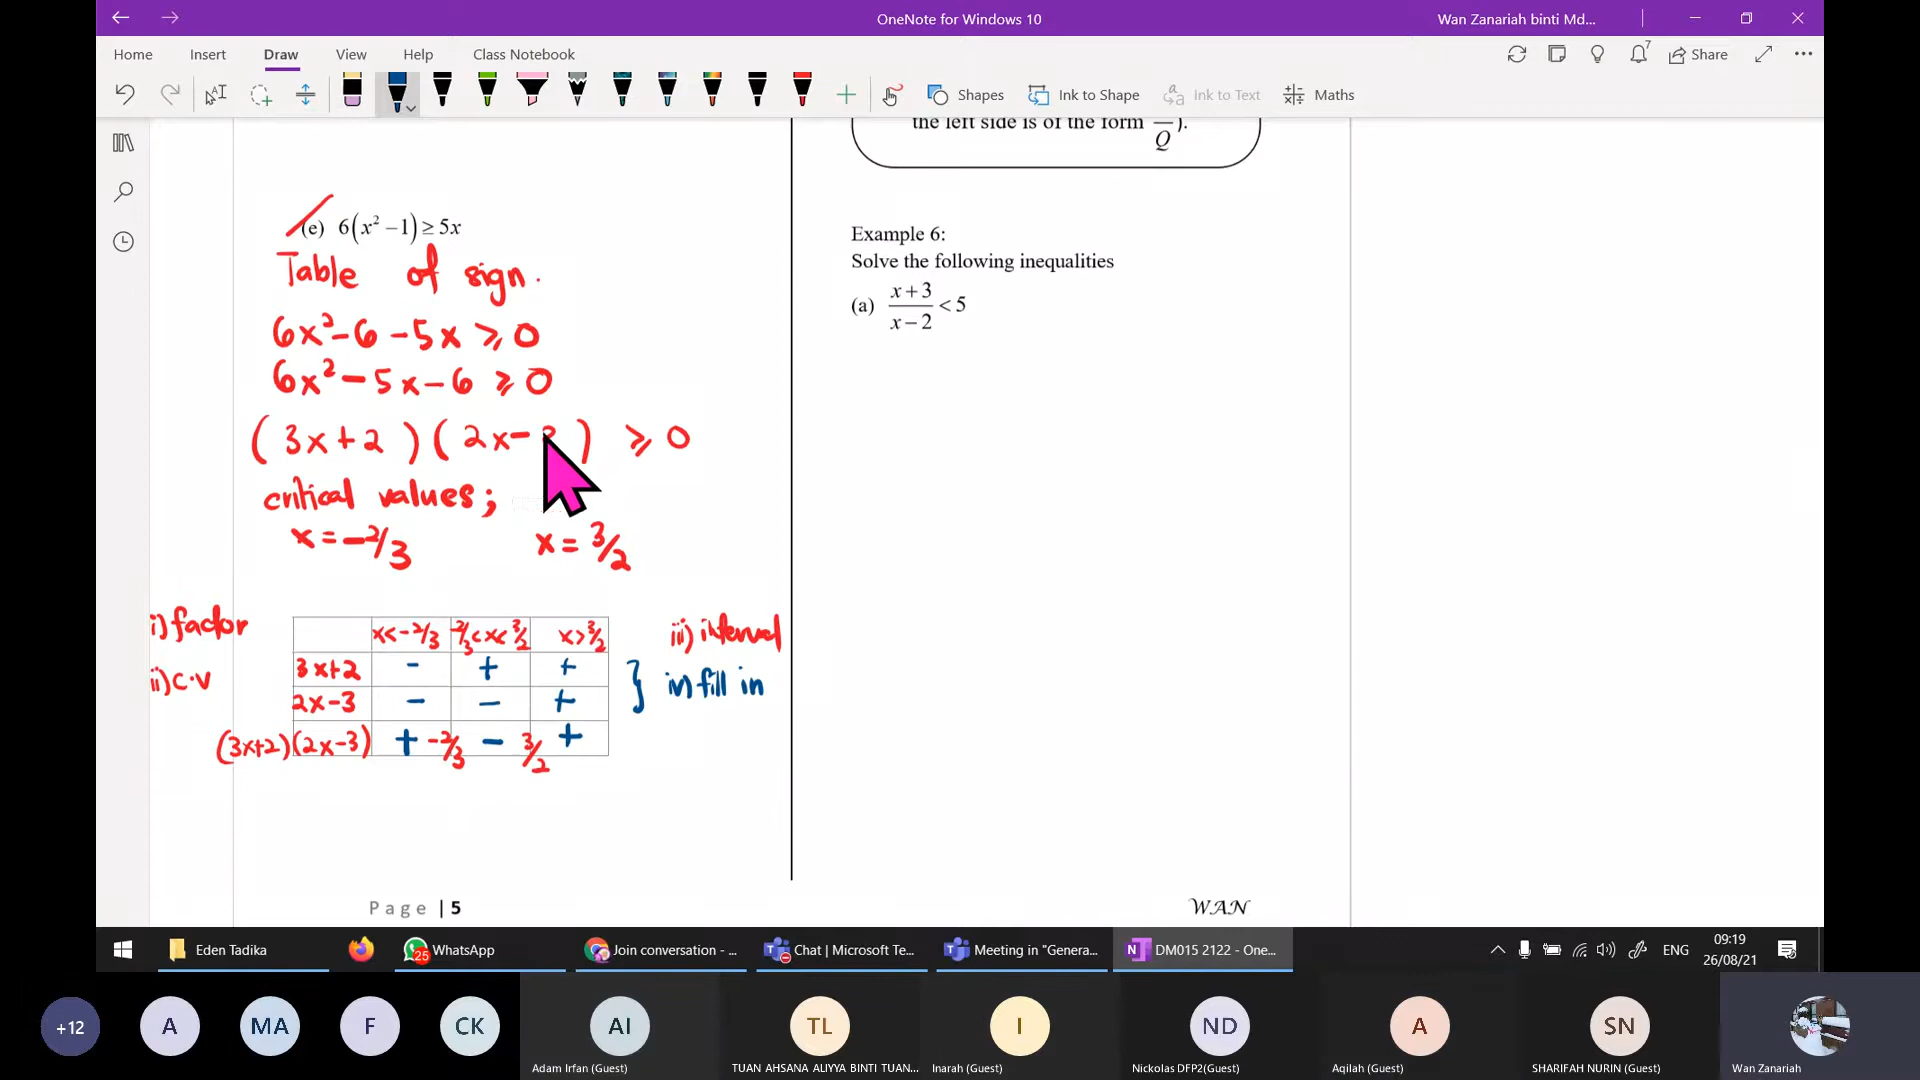 OneNote for Windows 10
Wan Zanariah binti Md...
Home Insert Draw View Help Class Notebook
7
Share
Shapes
Ink to Shape
Ink to Text
Maths
the left side is of the form — Q ).
(e) 6(x² −1) ≥ 5x
Table of sign.
6x² - 6 - 5x ≥ 0
6x² - 5x - 6 ≥ 0
(3x+2)(2x- ) ≥ 0
critical values;
x = -2/3 x = 3/2
i) factor
ii) c.v
x<-2/3 -2/3<x<3/2 x>3/2
3x+2 - + +
2x-3 - - +
(3x+2)(2x-3) + -2/3 - 3/2 +
iii) interval
iv) fill in
Page | 5
Example 6:
Solve the following inequalities
(a) (x+3)/(x−2) < 5
WAN
Eden Tadika
25
WhatsApp
Join conversation - ...
Chat | Microsoft Te...
Meeting in "Genera...
N
DM015 2122 - One...
ENG
09:19
26/08/21
+12
A
MA
F
CK
AI
TL
I
ND
A
SN
Adam Irfan (Guest)
TUAN AHSANA ALIYYA BINTI TUAN...
Inarah (Guest)
Nickolas DFP2(Guest)
Aqilah (Guest)
SHARIFAH NURIN (Guest)
Wan Zanariah